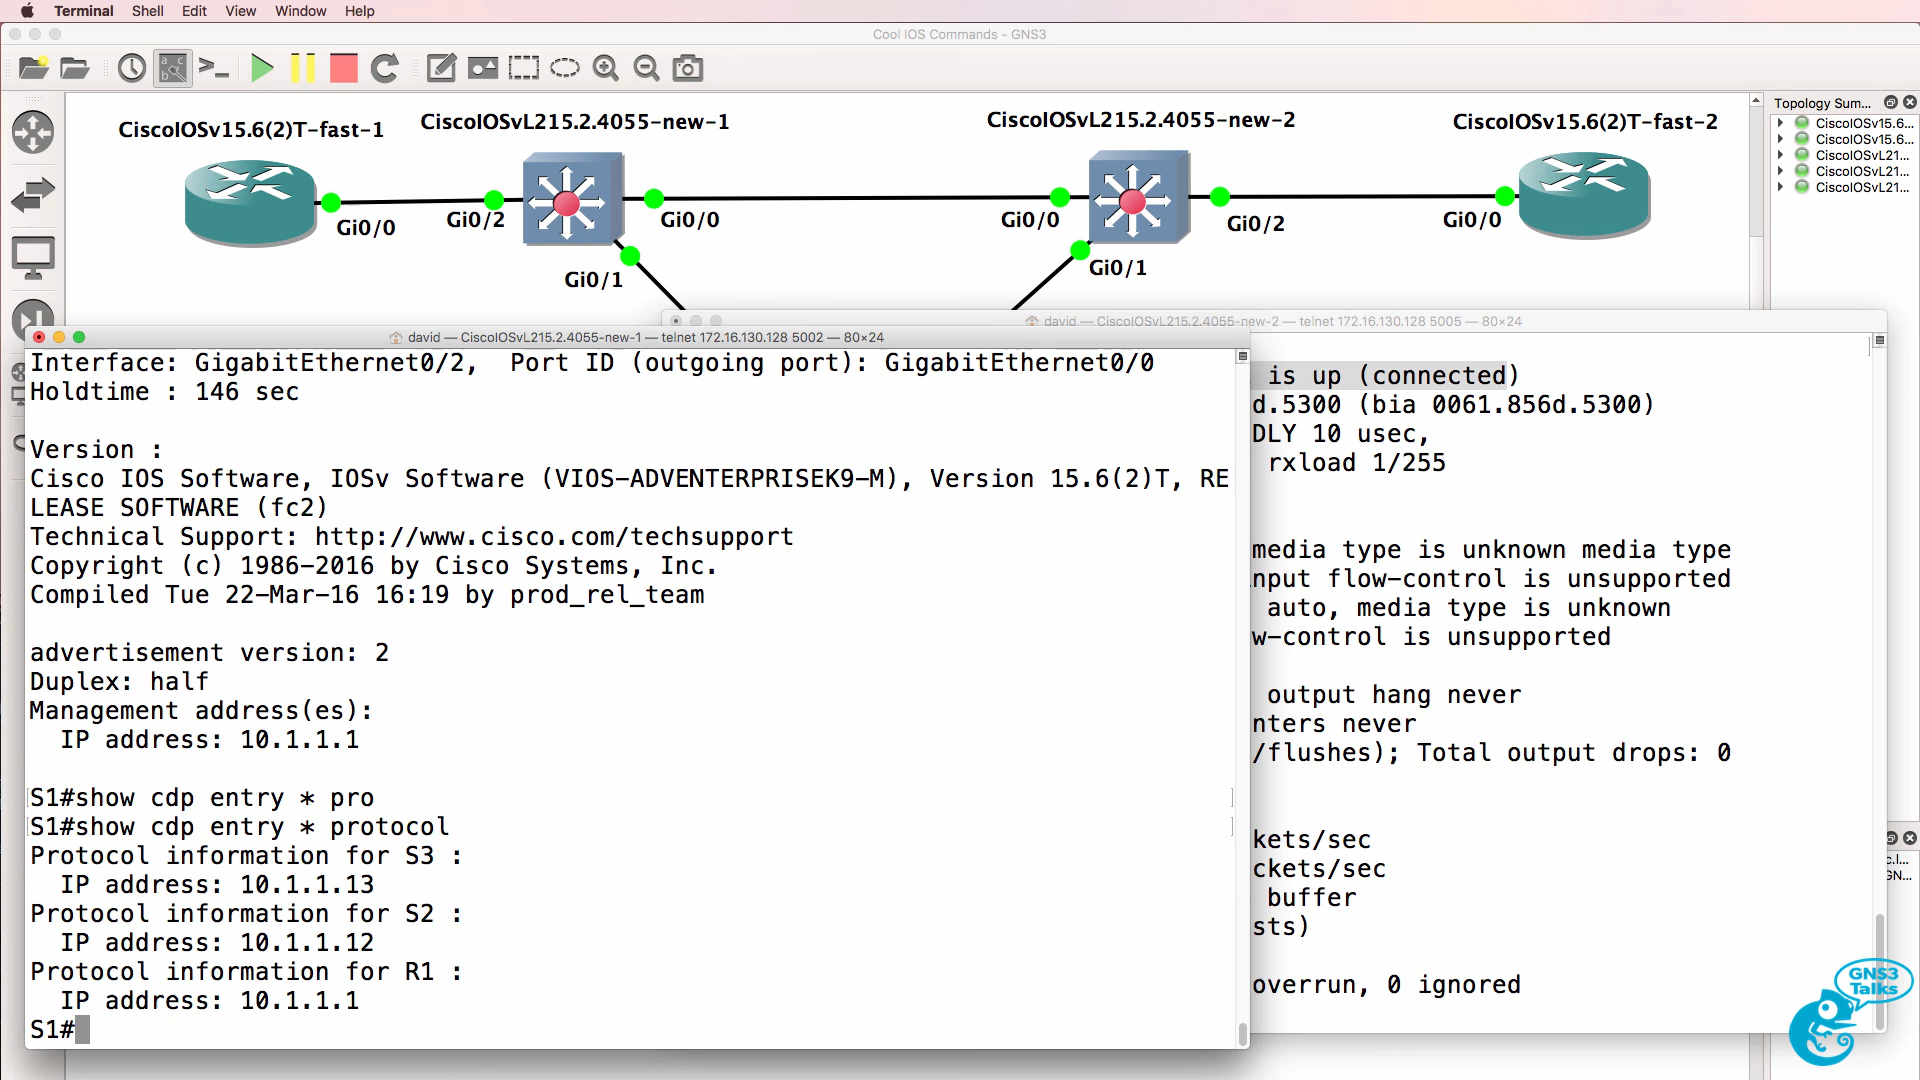 Terminal Shell Edit View Window Help
Cool IOS Commands - GNS3
Topology Sum...
CiscoIOSv15.6(2)T-fast-1
CiscoIOSvL215.2.4055-new-1
CiscoIOSvL215.2.4055-new-2
CiscoIOSv15.6(2)T-fast-2
CiscoIOSv15.6...
CiscoIOSv15.6...
CiscoIOSvL21...
CiscoIOSvL21...
CiscoIOSvL21...
Gi0/0
Gi0/2
Gi0/0
Gi0/0
Gi0/2
Gi0/0
Gi0/1
Gi0/1
david — CiscoIOSvL215.2.4055-new-2 — telnet 172.16.130.128 5005 — 80×24
david — CiscoIOSvL215.2.4055-new-1 — telnet 172.16.130.128 5002 — 80×24
Interface: GigabitEthernet0/2,  Port ID (outgoing port): GigabitEthernet0/0
Holdtime : 146 sec
Version :
Cisco IOS Software, IOSv Software (VIOS-ADVENTERPRISEK9-M), Version 15.6(2)T, RE
LEASE SOFTWARE (fc2)
Technical Support: http://www.cisco.com/techsupport
Copyright (c) 1986-2016 by Cisco Systems, Inc.
Compiled Tue 22-Mar-16 16:19 by prod_rel_team
advertisement version: 2
Duplex: half
Management address(es):
  IP address: 10.1.1.1
S1#show cdp entry * pro
S1#show cdp entry * protocol
Protocol information for S3 :
  IP address: 10.1.1.13
Protocol information for S2 :
  IP address: 10.1.1.12
Protocol information for R1 :
  IP address: 10.1.1.1
S1#
is up (connected)
d.5300 (bia 0061.856d.5300)
DLY 10 usec,
rxload 1/255
media type is unknown media type
nput flow-control is unsupported
auto, media type is unknown
w-control is unsupported
output hang never
nters never
/flushes); Total output drops: 0
kets/sec
ckets/sec
buffer
sts)
overrun, 0 ignored
GNS3
Talks